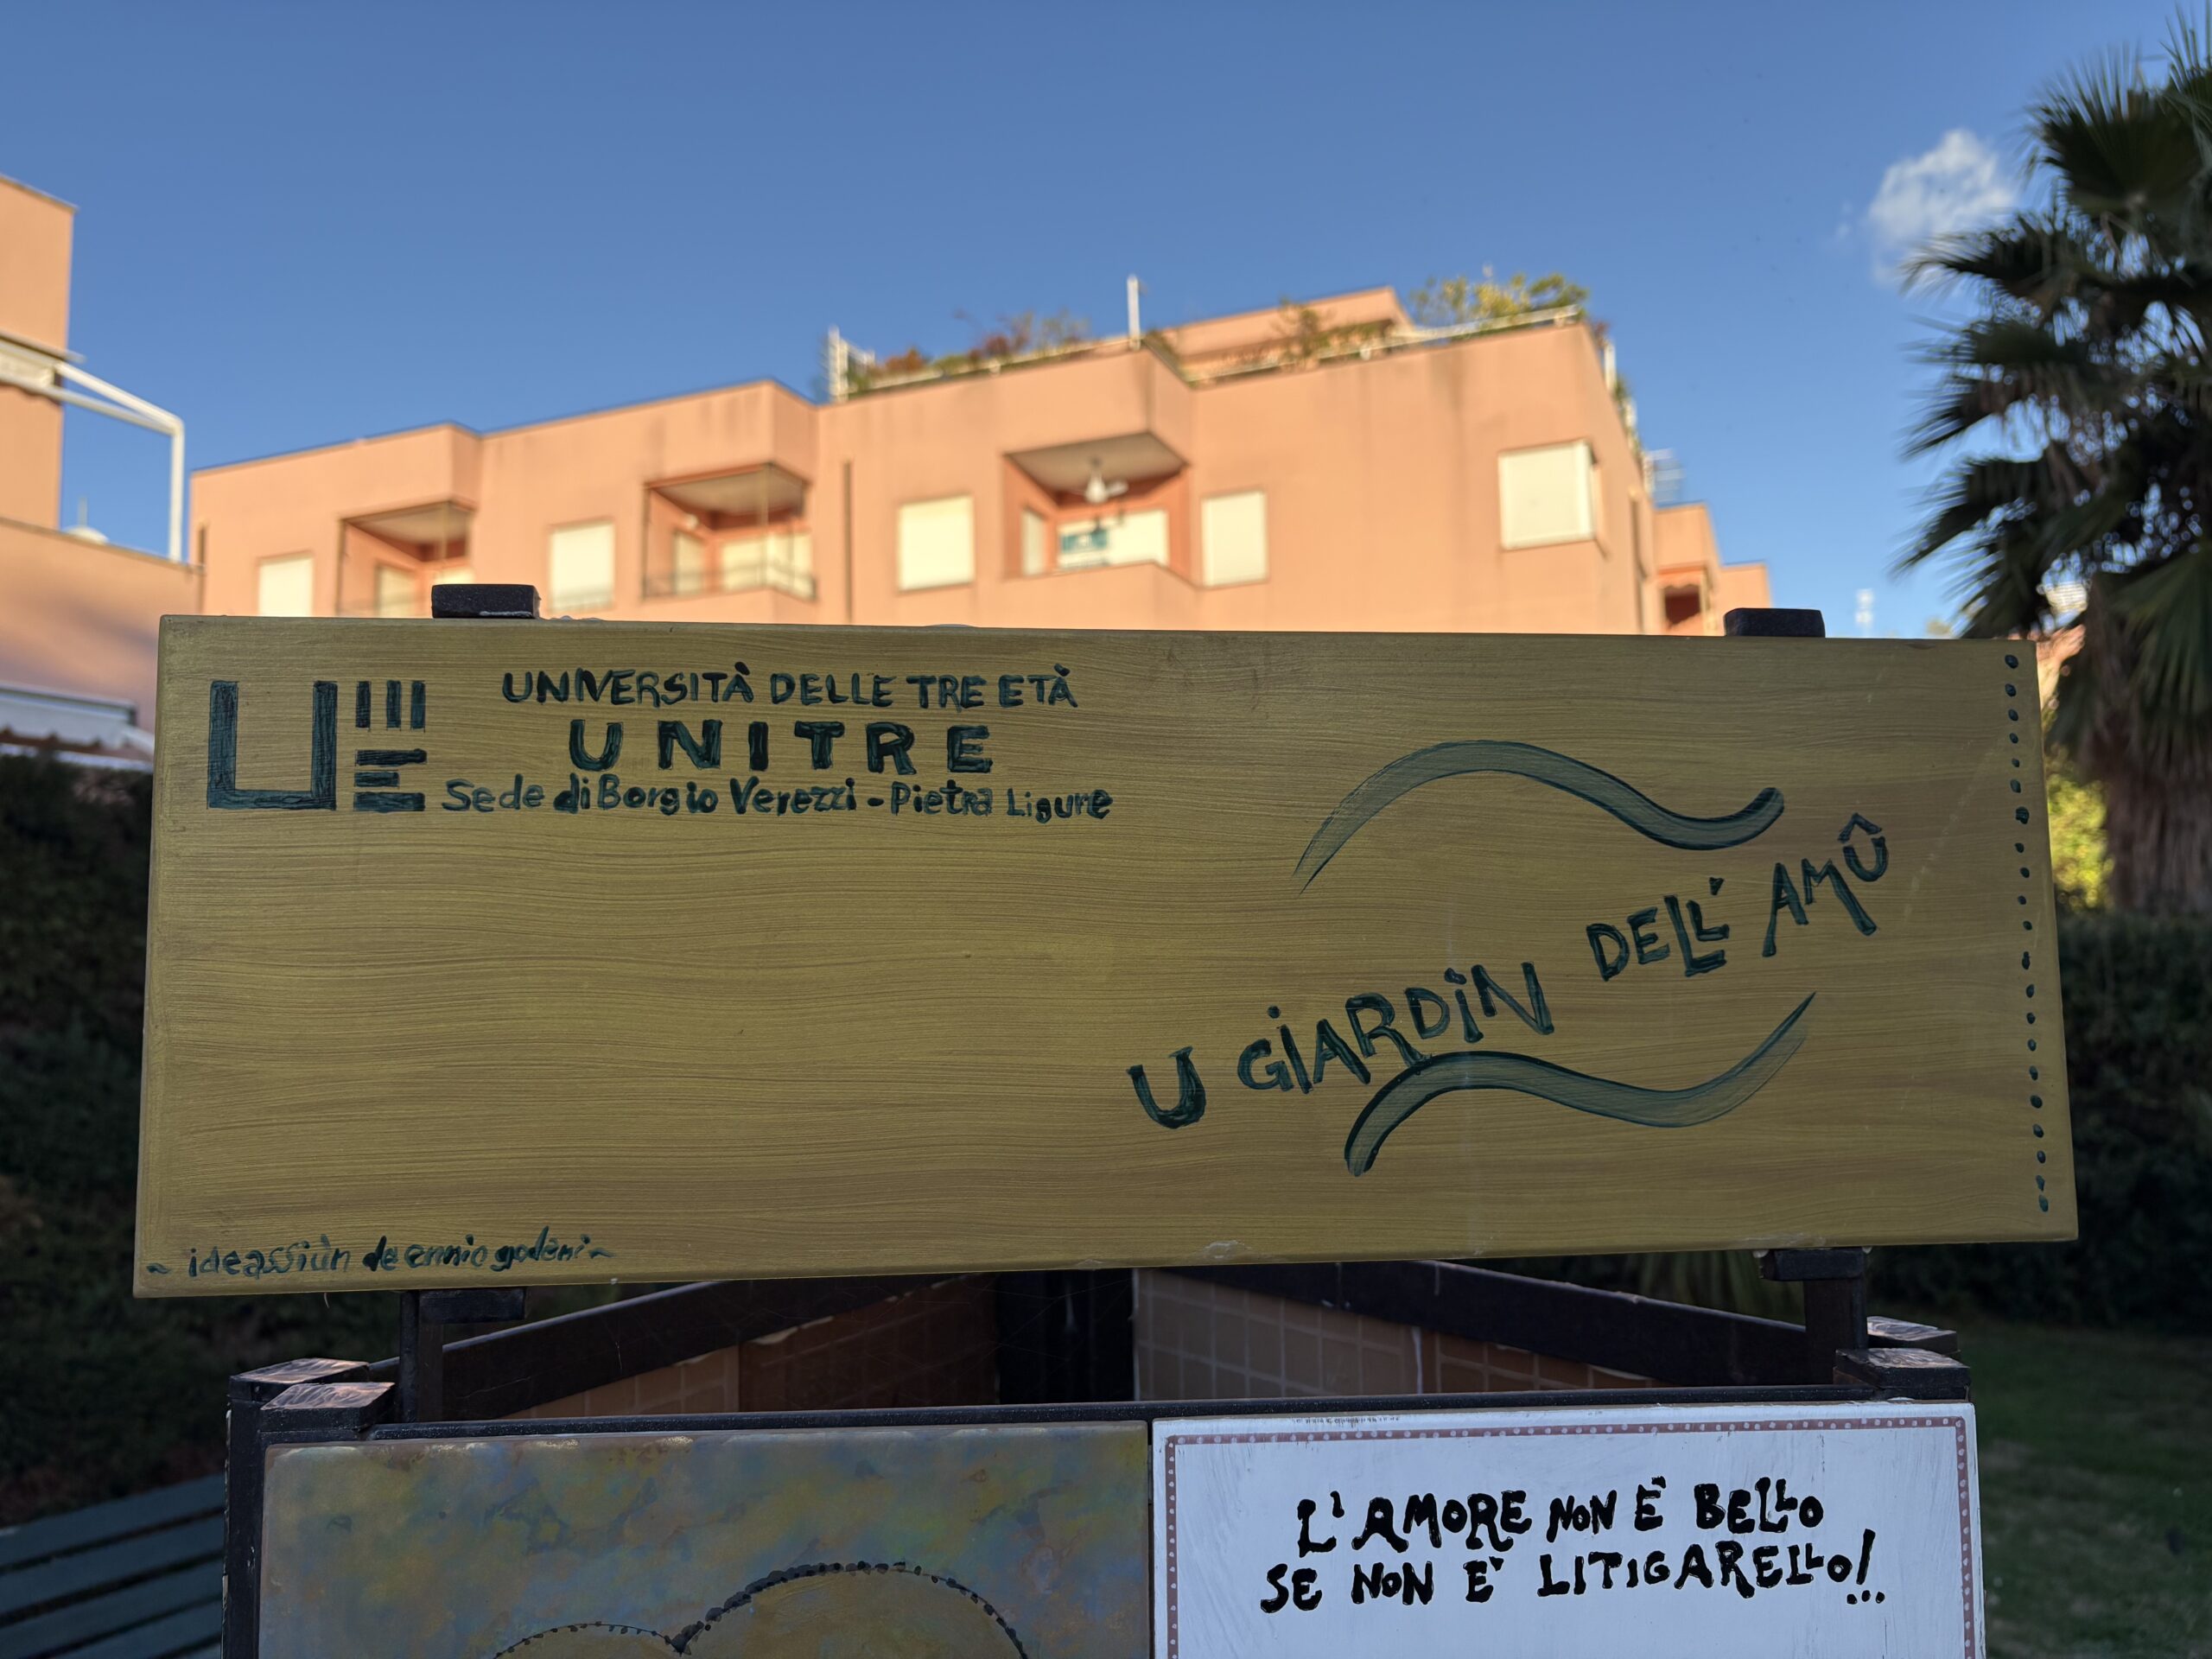 UNIVERSITÀ DELLE TRE ETÀ
UNITRE
Sede di Borgio Verezzi - Pietra Ligure
U GIARDIN DELL' AMÛ
~ ideassiùn de ennio godani ~
L'AMORE NON È BELLO
SE NON E' LITIGARELLO!..